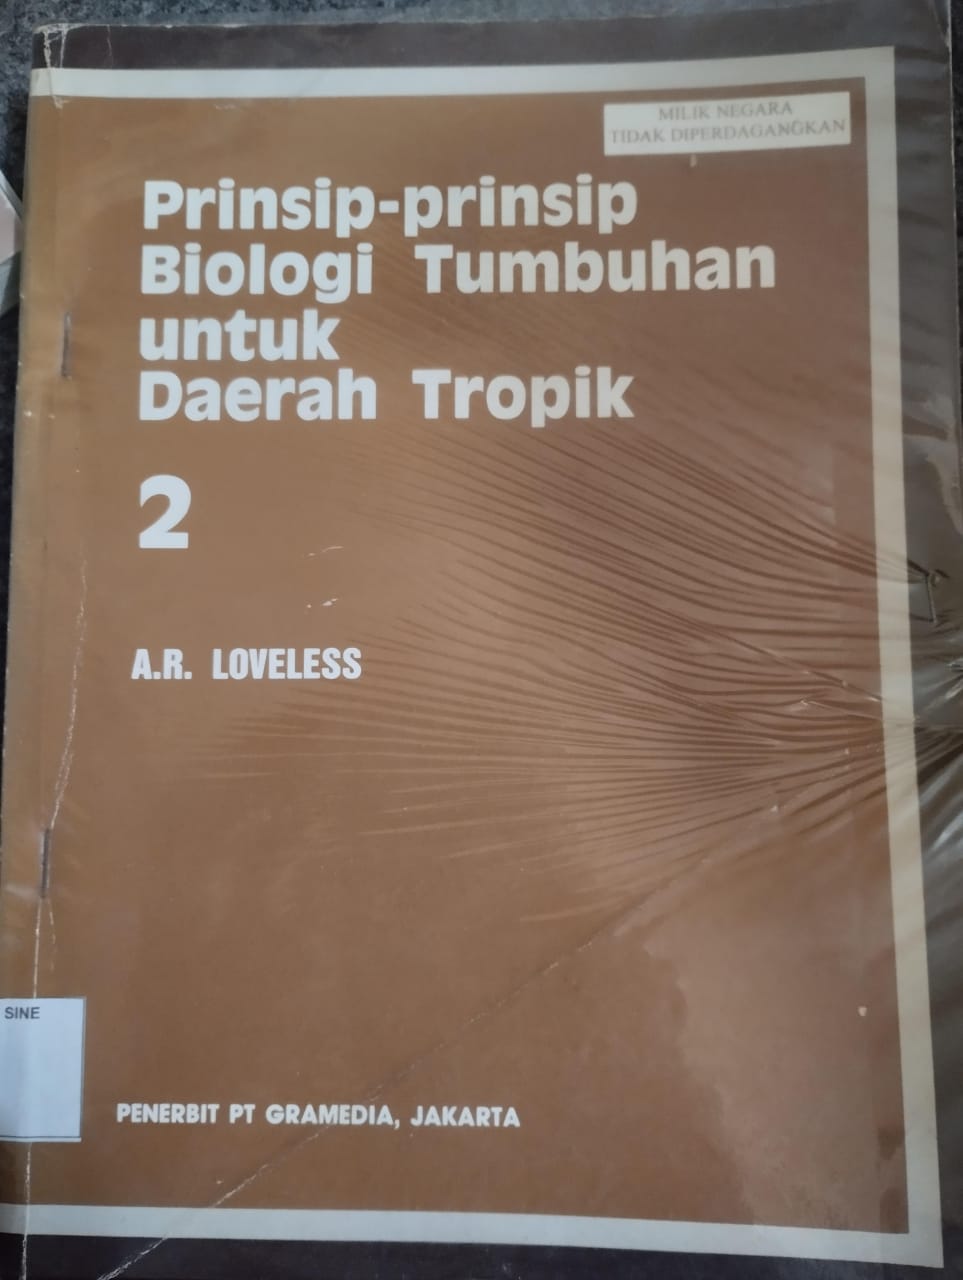 MILIK NEGARA
TIDAK DIPERDAGANGKAN
Prinsip-prinsip
Biologi Tumbuhan
untuk
Daerah Tropik
2
A.R. LOVELESS
SINE
PENERBIT PT GRAMEDIA, JAKARTA